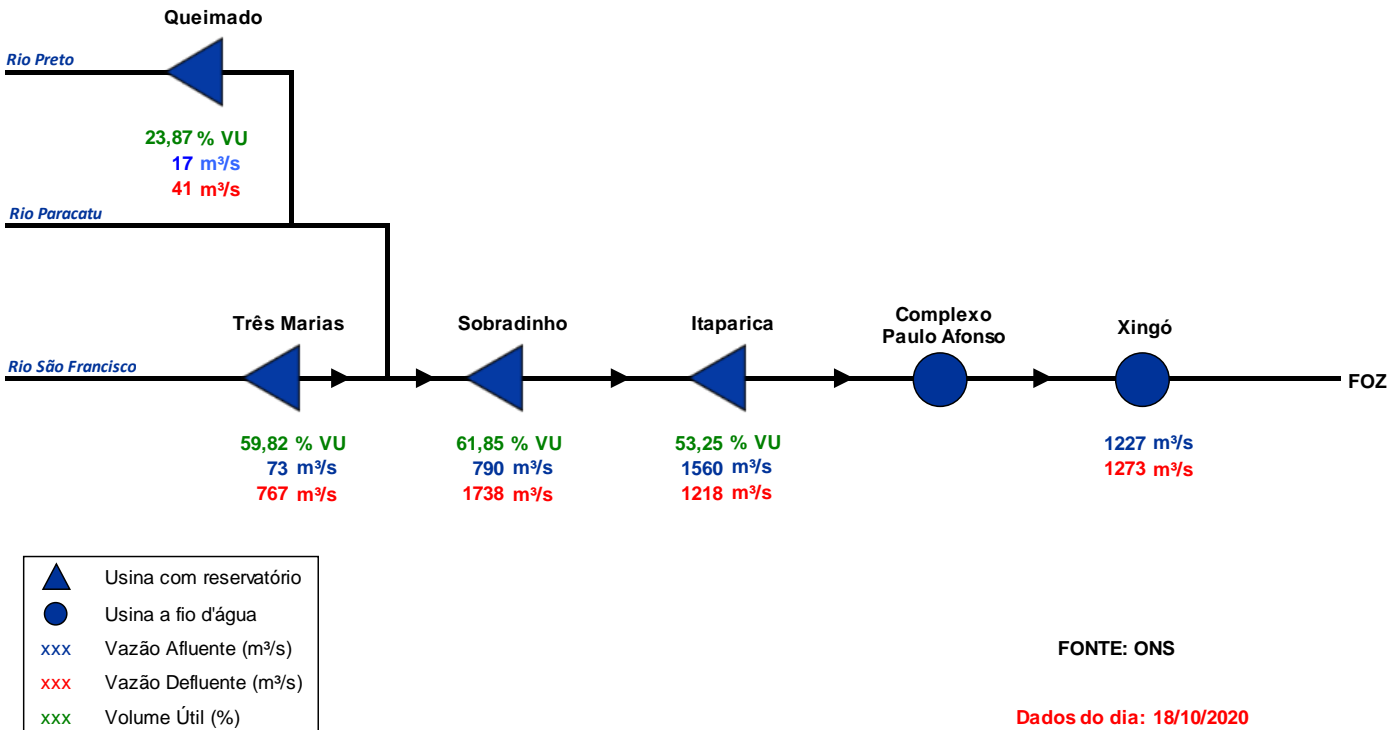 Queimado
Rio Preto
23,87 % VU
17 m³/s
41 m³/s
Rio Paracatu
Três Marias
Sobradinho
Itaparica
Complexo
Paulo Afonso
Xingó
Rio São Francisco
FOZ
59,82 % VU
73 m³/s
767 m³/s
61,85 % VU
790 m³/s
1738 m³/s
53,25 % VU
1560 m³/s
1218 m³/s
1227 m³/s
1273 m³/s
Usina com reservatório
Usina a fio d'água
xxx Vazão Afluente (m³/s)
xxx Vazão Defluente (m³/s)
xxx Volume Útil (%)
FONTE: ONS
Dados do dia: 18/10/2020